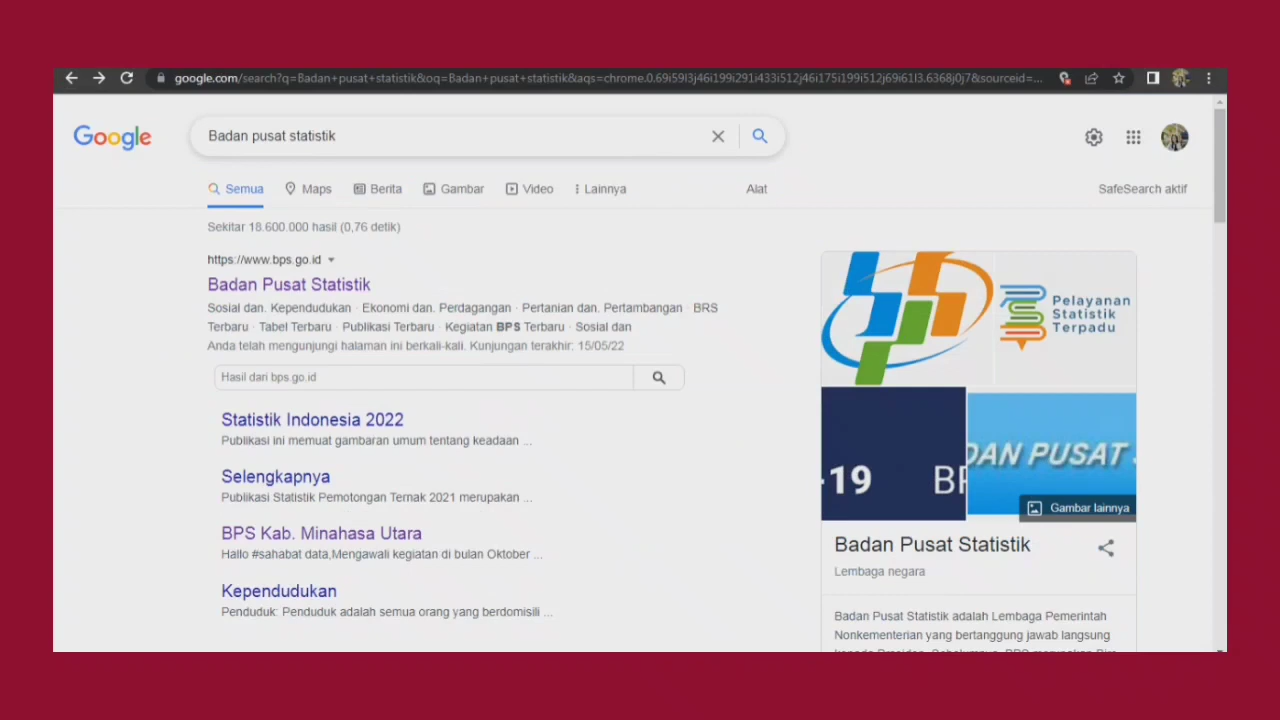 google.com/search?q=Badan+pusat+statistik&oq=Badan+pusat+statistik&aqs=chrome.0.69i59l3j46i199i291i433i512j46i175i199i512j69i61l3.6368j0j7&sourceid=...
Google
Badan pusat statistik
Semua
Maps
Berita
Gambar
Video
Lainnya
Alat
SafeSearch aktif
Sekitar 18.600.000 hasil (0,76 detik)
https://www.bps.go.id
Badan Pusat Statistik
Sosial dan. Kependudukan · Ekonomi dan. Perdagangan · Pertanian dan. Pertambangan · BRS
Terbaru · Tabel Terbaru · Publikasi Terbaru · Kegiatan BPS Terbaru · Sosial dan
Anda telah mengunjungi halaman ini berkali-kali. Kunjungan terakhir: 15/05/22
Hasil dari bps.go.id
Statistik Indonesia 2022
Publikasi ini memuat gambaran umum tentang keadaan ...
Selengkapnya
Publikasi Statistik Pemotongan Ternak 2021 merupakan ...
BPS Kab. Minahasa Utara
Hallo #sahabat data,Mengawali kegiatan di bulan Oktober ...
Kependudukan
Penduduk: Penduduk adalah semua orang yang berdomisili ...
Pelayanan
Statistik
Terpadu
-19
BP
DAN PUSAT
Gambar lainnya
Badan Pusat Statistik
Lembaga negara
Badan Pusat Statistik adalah Lembaga Pemerintah
Nonkementerian yang bertanggung jawab langsung